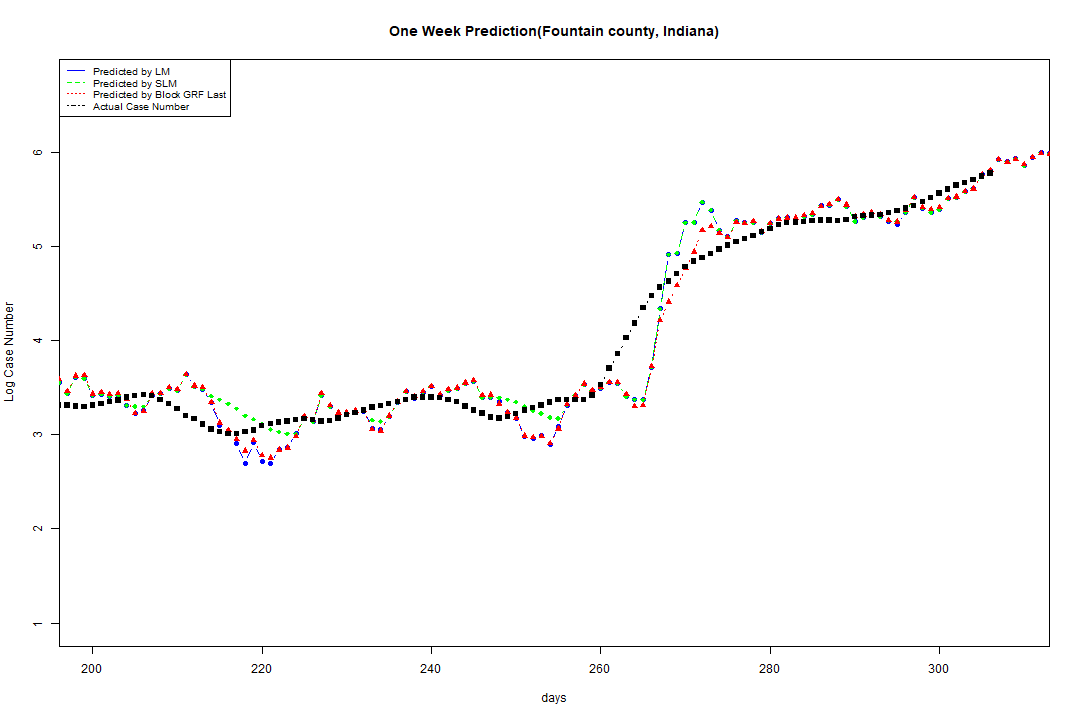 One Week Prediction(Fountain county, Indiana)
Predicted by LM
Predicted by SLM
Predicted by Block GRF Last
Actual Case Number
6
5
4
3
2
1
Log Case Number
200 220 240 260 280 300
days